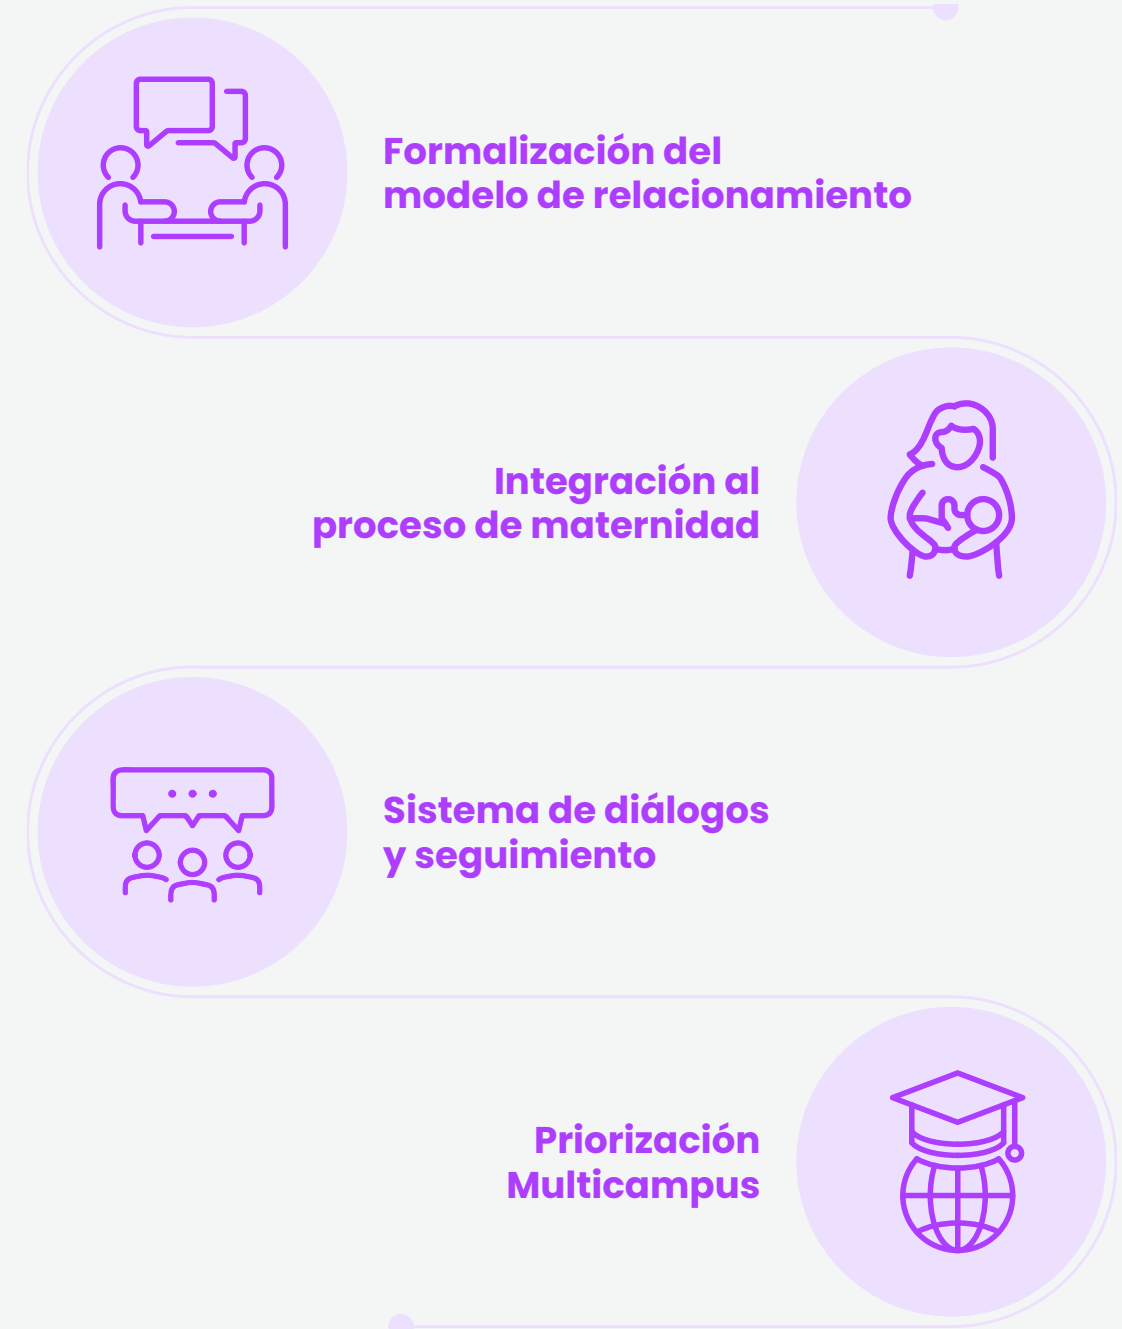 Formalización del
modelo de relacionamiento
Integración al
proceso de maternidad
Sistema de diálogos
y seguimiento
Priorización
Multicampus